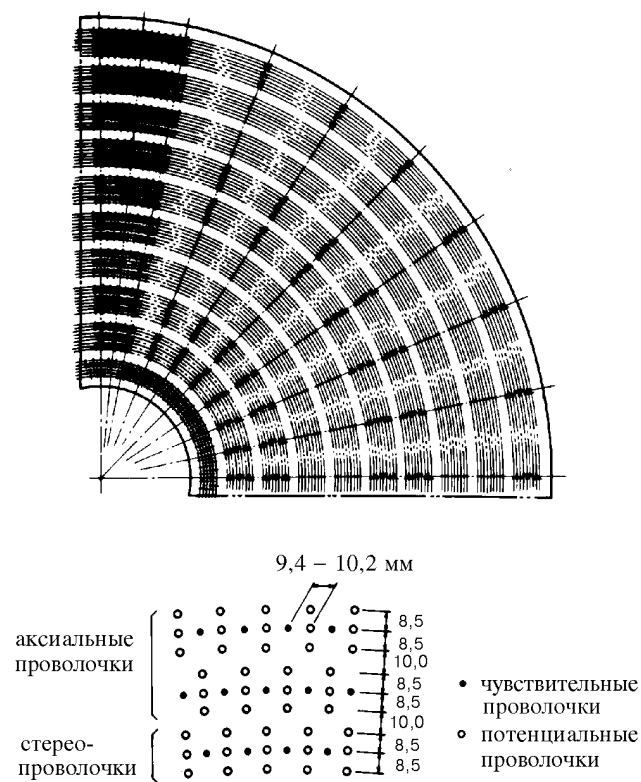 9,4 – 10,2 мм
аксиальные
проволочки
стерео-
проволочки
8,5
8,5
10,0
8,5
8,5
10,0
8,5
8,5
• чувствительные
проволочки
о потенциальные
проволочки